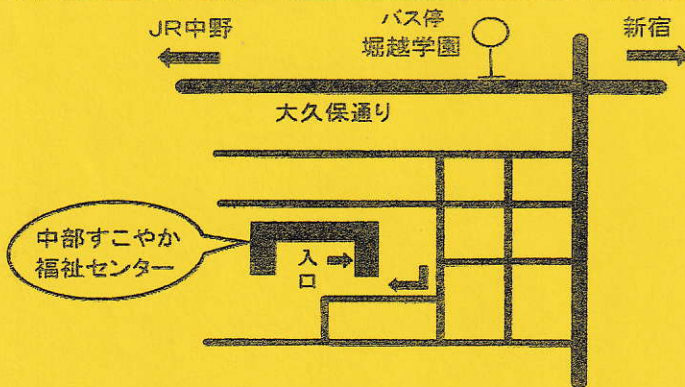 JR中野
バス停
堀越学園
新宿
大久保通り
中部すこやか
福祉センター
入
口